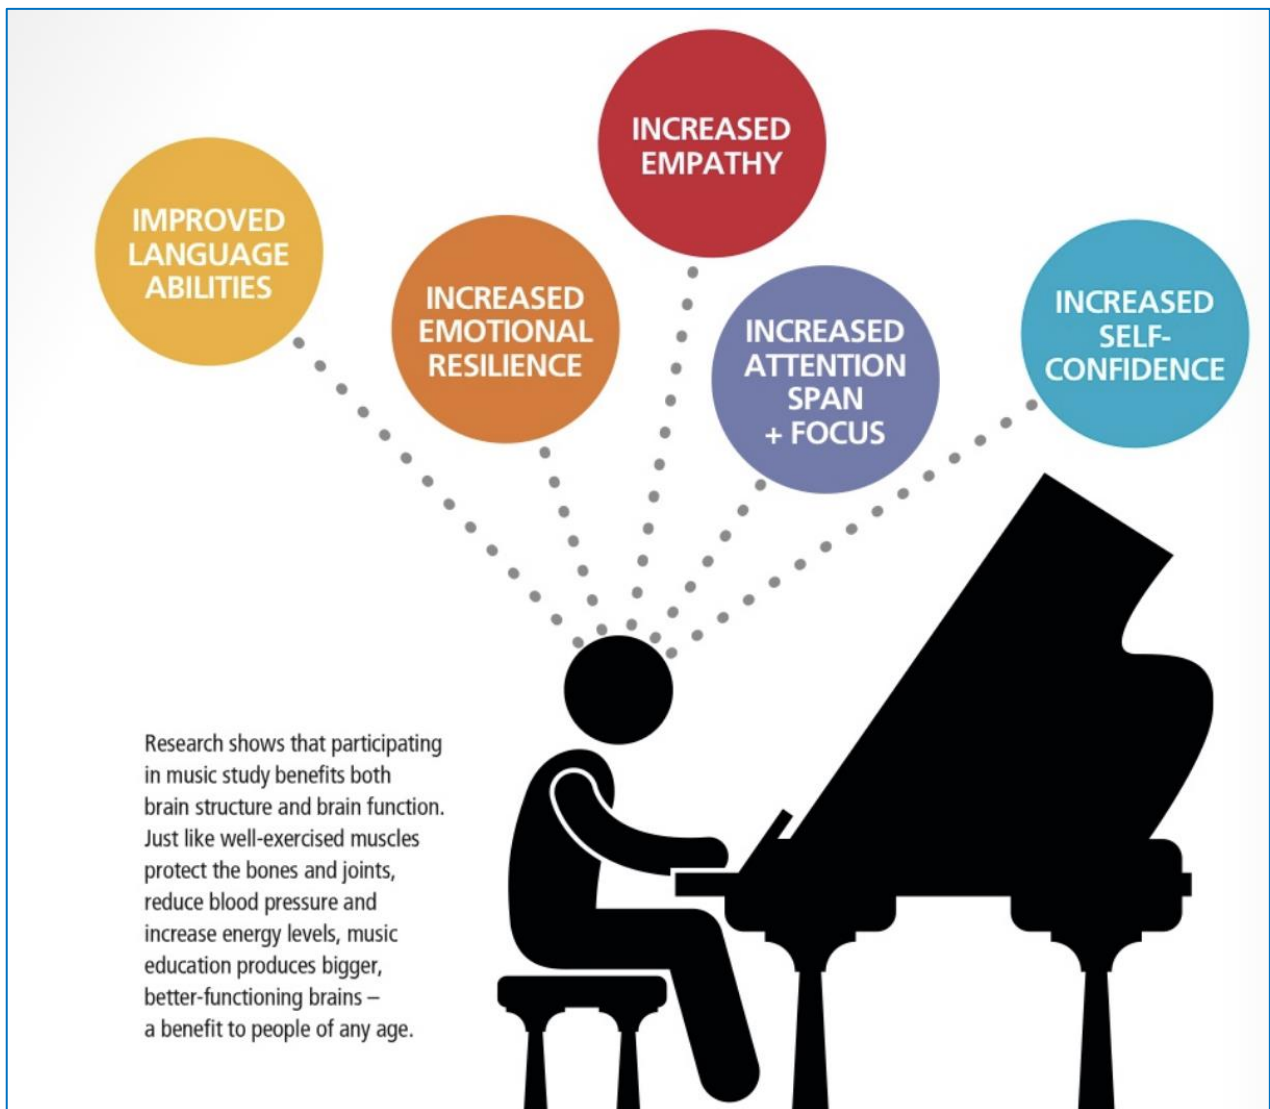 INCREASED
EMPATHY
IMPROVED
LANGUAGE
ABILITIES
INCREASED
EMOTIONAL
RESILIENCE
INCREASED
ATTENTION
SPAN
+ FOCUS
INCREASED
SELF-
CONFIDENCE
Research shows that participating
in music study benefits both
brain structure and brain function.
Just like well-exercised muscles
protect the bones and joints,
reduce blood pressure and
increase energy levels, music
education produces bigger,
better-functioning brains –
a benefit to people of any age.